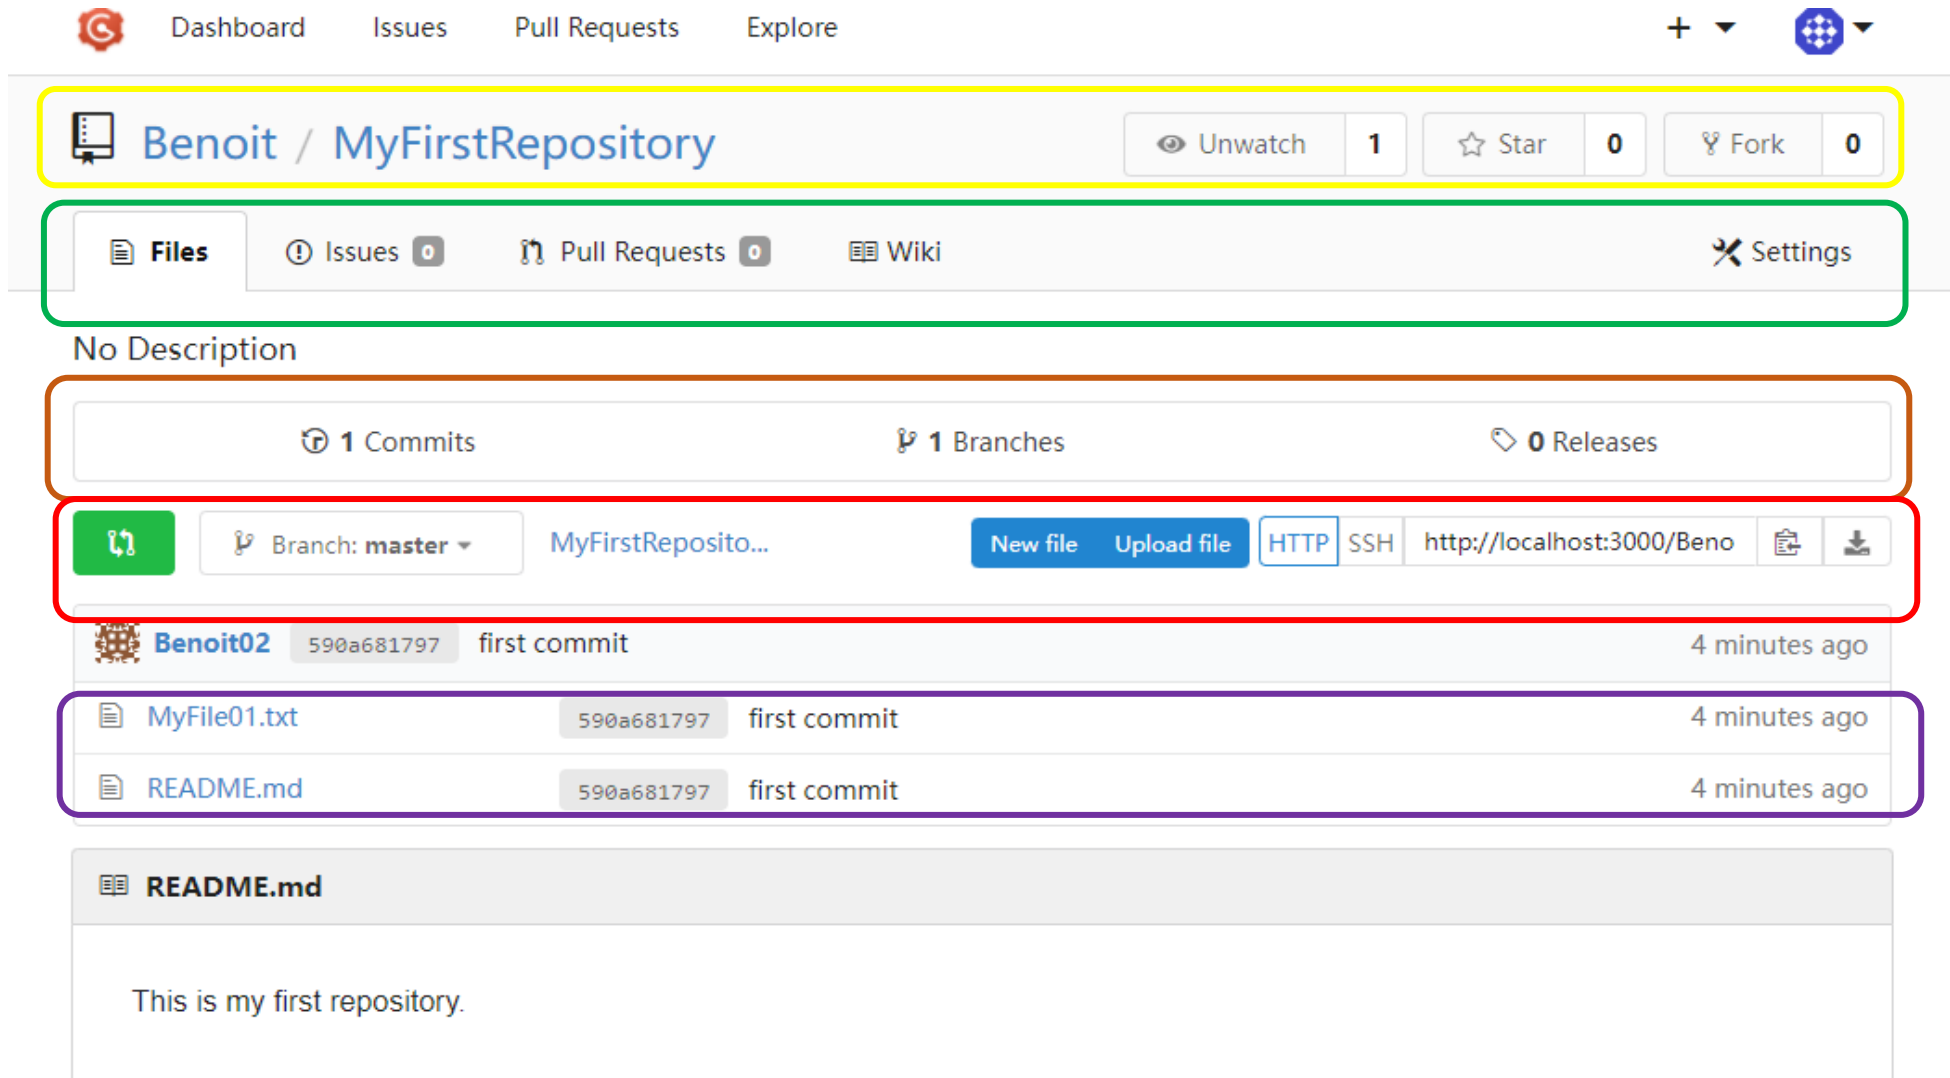 Dashboard Issues Pull Requests Explore
Benoit / MyFirstRepository Unwatch 1 Star 0 Fork 0
Files Issues 0 Pull Requests 0 Wiki Settings
No Description
1 Commits 1 Branches 0 Releases
Branch: master MyFirstReposito... New file Upload file HTTP SSH http://localhost:3000/Beno
Benoit02 590a681797 first commit 4 minutes ago
MyFile01.txt 590a681797 first commit 4 minutes ago
README.md 590a681797 first commit 4 minutes ago
README.md
This is my first repository.